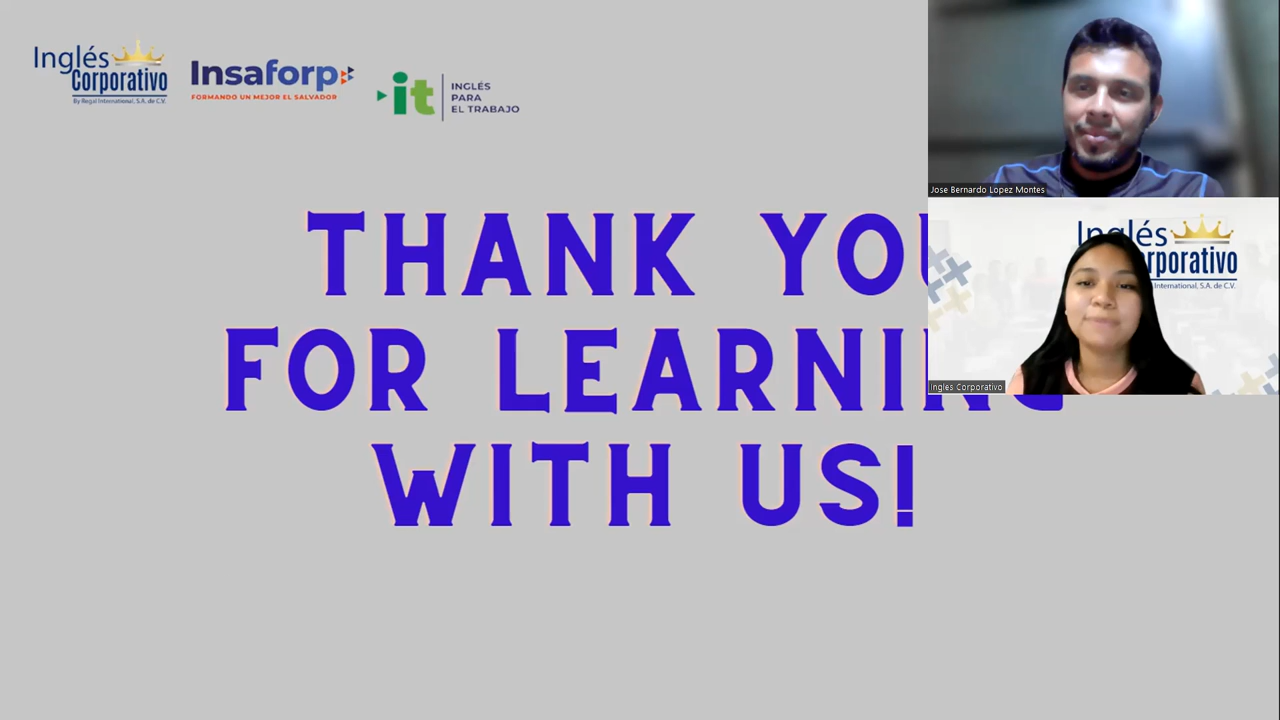 Inglés
Corporativo
By Regal International, S.A. de C.V.
Insaforp
FORMANDO UN MEJOR EL SALVADOR
it
INGLÉS
PARA
EL TRABAJO
THANK YOU
FOR LEARNING
WITH US!
Jose Bernardo Lopez Montes
Inglés
orporativo
International, S.A. de C.V.
Ingles Corporativo